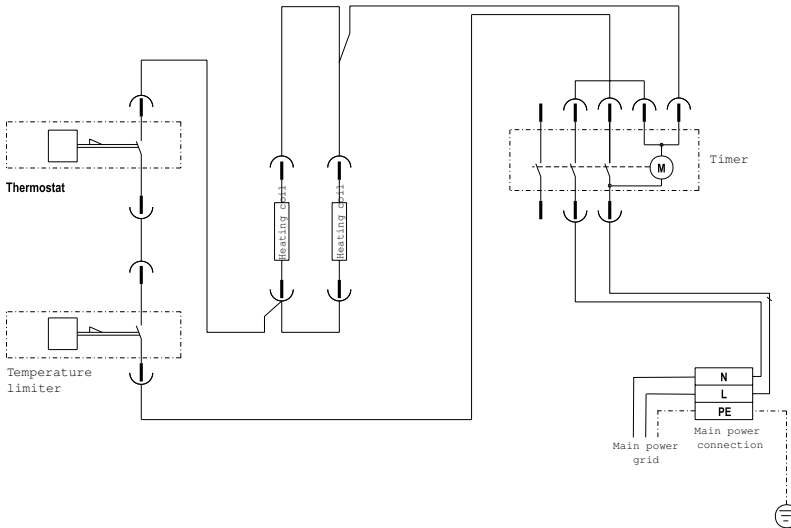 Timer
M
Thermostat
Heating coil
Heating coil
Temperature
limiter
N
L
PE
Main power
connection
Main power
grid